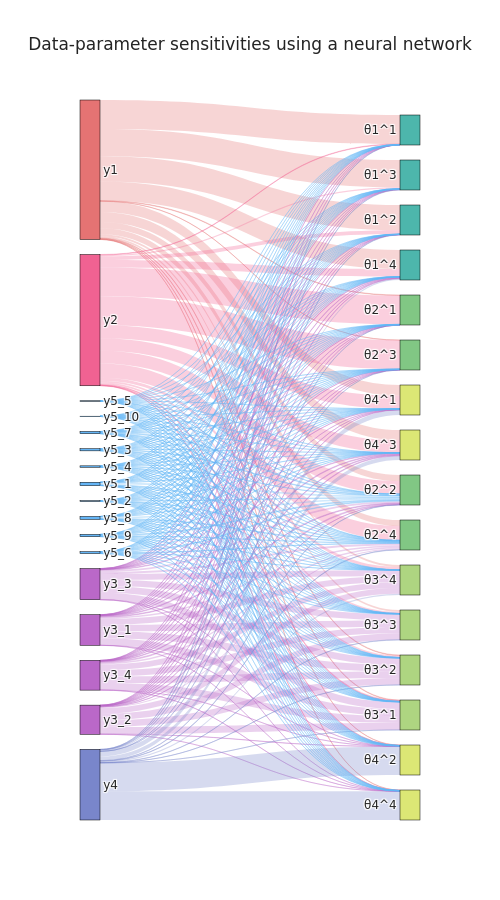 Data-parameter sensitivities using a neural network
y1
y2
y5_5
y5_10
y5_7
y5_3
y5_4
y5_1
y5_2
y5_8
y5_9
y5_6
y3_3
y3_1
y3_4
y3_2
y4
θ1^1
θ1^3
θ1^2
θ1^4
θ2^1
θ2^3
θ4^1
θ4^3
θ2^2
θ2^4
θ3^4
θ3^3
θ3^2
θ3^1
θ4^2
θ4^4